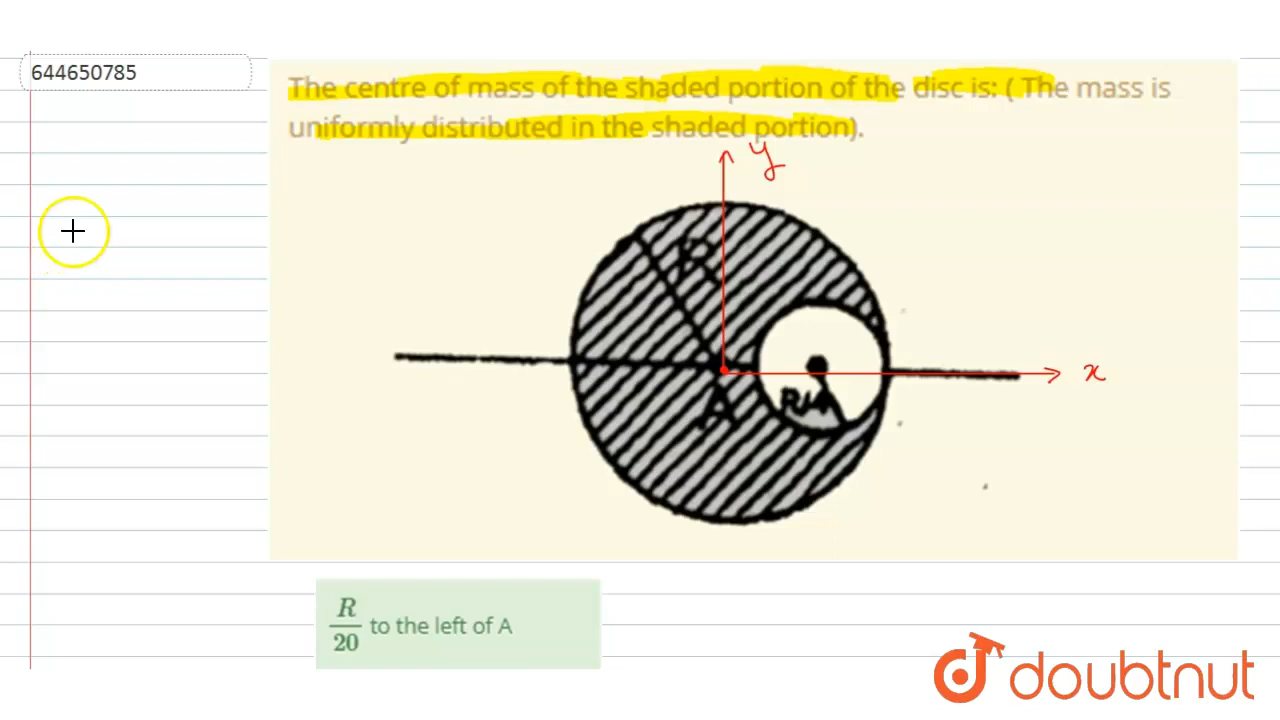 644650785
The centre of mass of the shaded portion of the disc is: ( The mass is
uniformly distributed in the shaded portion).
y
R
x
A
R/4
R
20
to the left of A
doubtnut